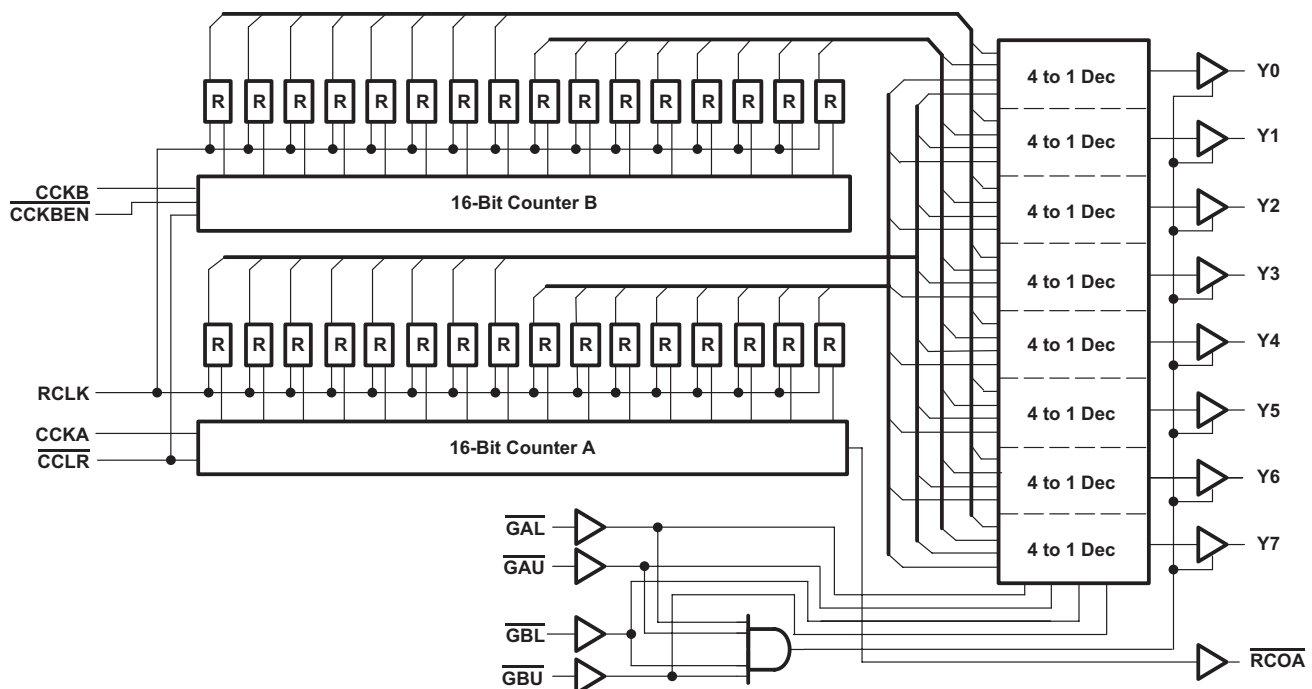 R R R R R R R R R R R R R R R R
4 to 1 Dec
Y0
4 to 1 Dec
Y1
CCKB
CCKBEN
16-Bit Counter B
4 to 1 Dec
Y2
4 to 1 Dec
Y3
R R R R R R R R R R R R R R R R
4 to 1 Dec
Y4
RCLK
4 to 1 Dec
Y5
CCKA
CCLR
16-Bit Counter A
4 to 1 Dec
Y6
GAL
4 to 1 Dec
Y7
GAU
GBL
GBU
RCOA